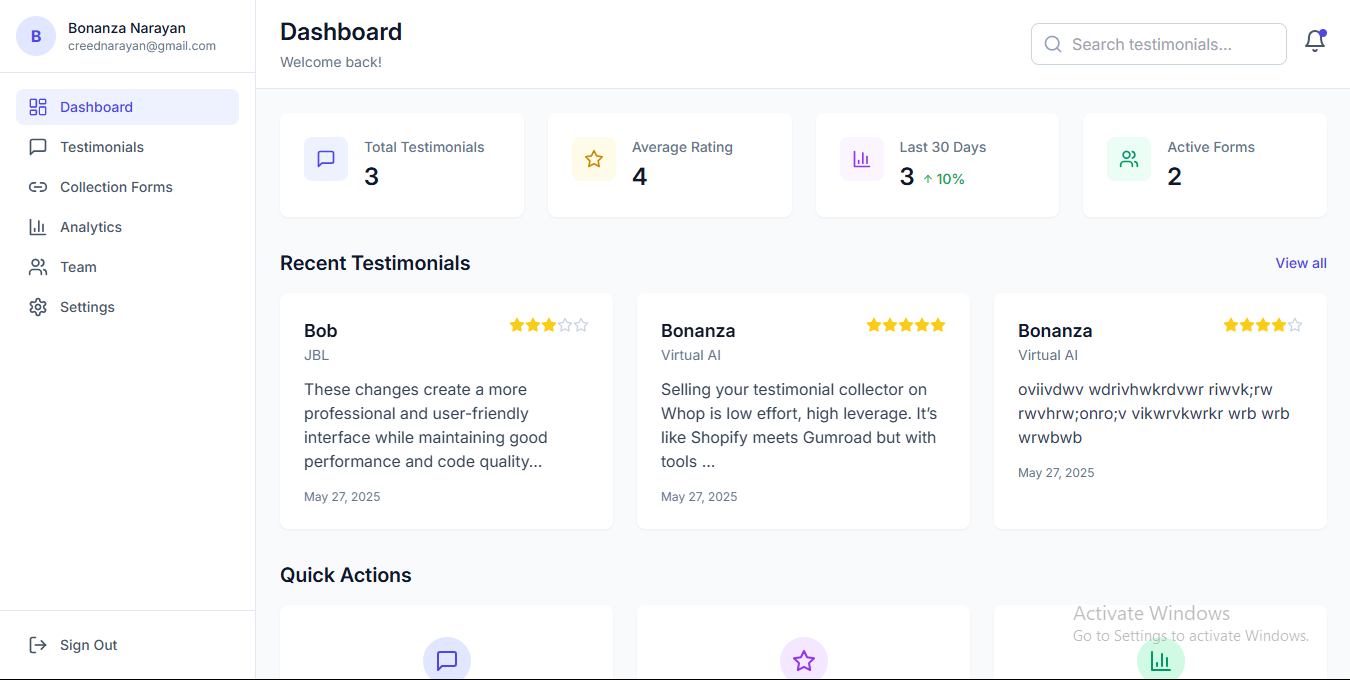 B
Bonanza Narayan
creednarayan@gmail.com
Dashboard
Testimonials
Collection Forms
Analytics
Team
Settings
Sign Out
Dashboard
Welcome back!
Search testimonials...
Total Testimonials
3
Average Rating
4
Last 30 Days
3 ↑ 10%
Active Forms
2
Recent Testimonials
View all
Bob
JBL
These changes create a more
professional and user-friendly
interface while maintaining good
performance and code quality...
May 27, 2025
Bonanza
Virtual AI
Selling your testimonial collector on
Whop is low effort, high leverage. It’s
like Shopify meets Gumroad but with
tools ...
May 27, 2025
Bonanza
Virtual AI
oviivdwv wdrivhwkrdvwr riwvk;rw
rwvhrw;onro;v vikwrvkwrkr wrb wrb
wrwbwb
May 27, 2025
Quick Actions
Activate Windows
Go to Settings to activate Windows.